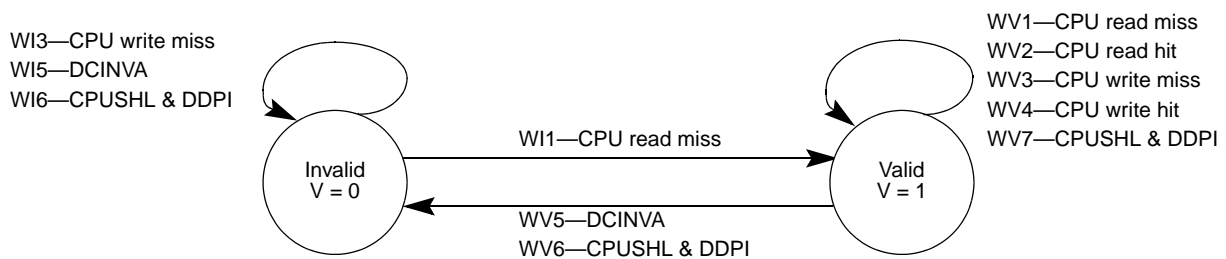 WI3—CPU write miss
WI5—DCINVA
WI6—CPUSHL & DDPI
WV1—CPU read miss
WV2—CPU read hit
WV3—CPU write miss
WV4—CPU write hit
WV7—CPUSHL & DDPI
WI1—CPU read miss
Invalid
V = 0
Valid
V = 1
WV5—DCINVA
WV6—CPUSHL & DDPI